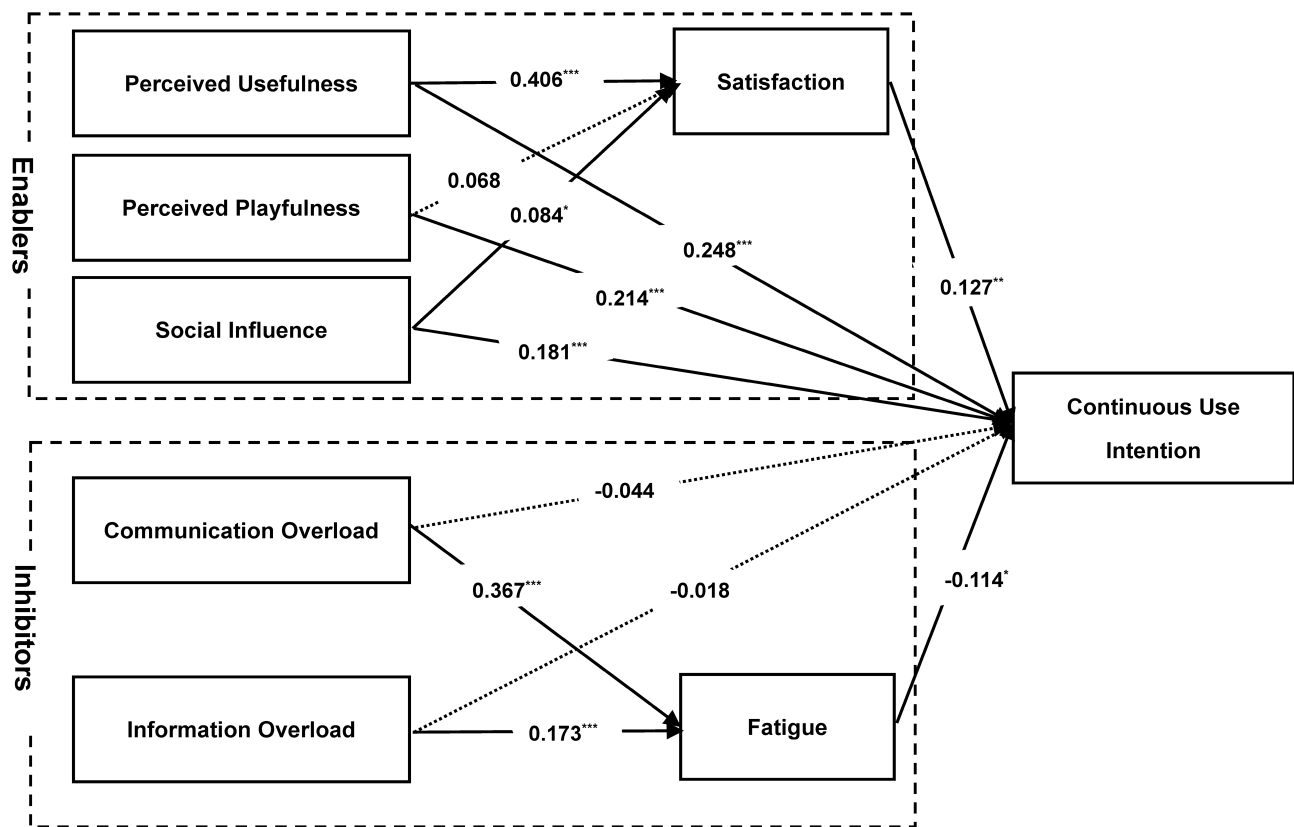 Enablers
Perceived Usefulness
0.406***
Satisfaction
Perceived Playfulness
0.068
0.084*
0.248***
0.214***
0.127**
Social Influence
0.181***
Continuous Use
Intention
Inhibitors
Communication Overload
-0.044
0.367***
-0.018
-0.114*
Information Overload
0.173***
Fatigue